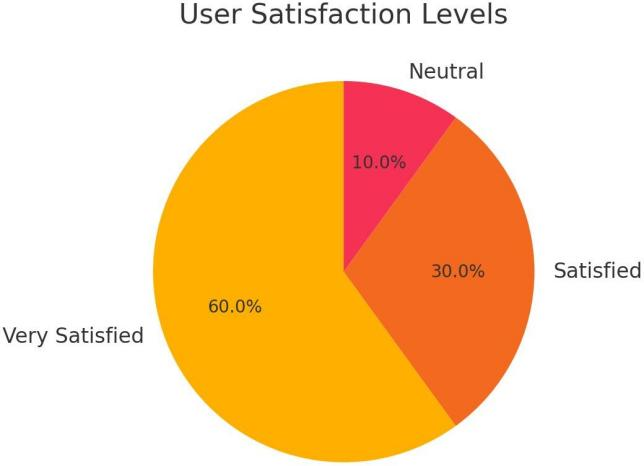 User Satisfaction Levels
Neutral
10.0%
30.0%
Satisfied
60.0%
Very Satisfied